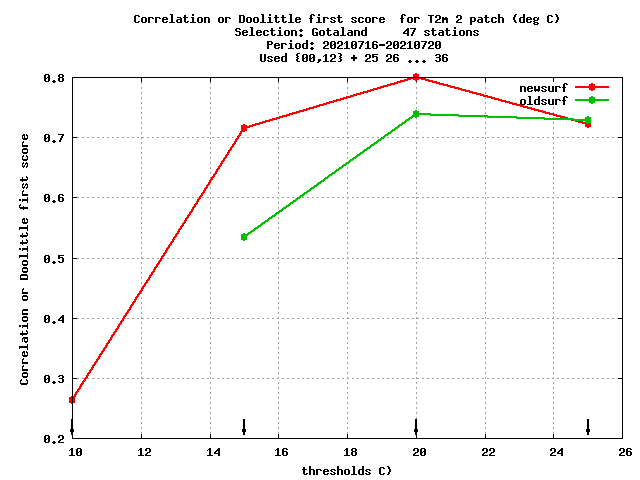 Correlation or Doolittle first score  for T2m 2 patch (deg C)
Selection: Gotaland     47 stations
Period: 20210716-20210720
Used {00,12} + 25 26 ... 36
newsurf
oldsurf
0.8
0.7
0.6
0.5
0.4
0.3
0.2
Correlation or Doolittle first score
10 12 14 16 18 20 22 24 26
thresholds C)